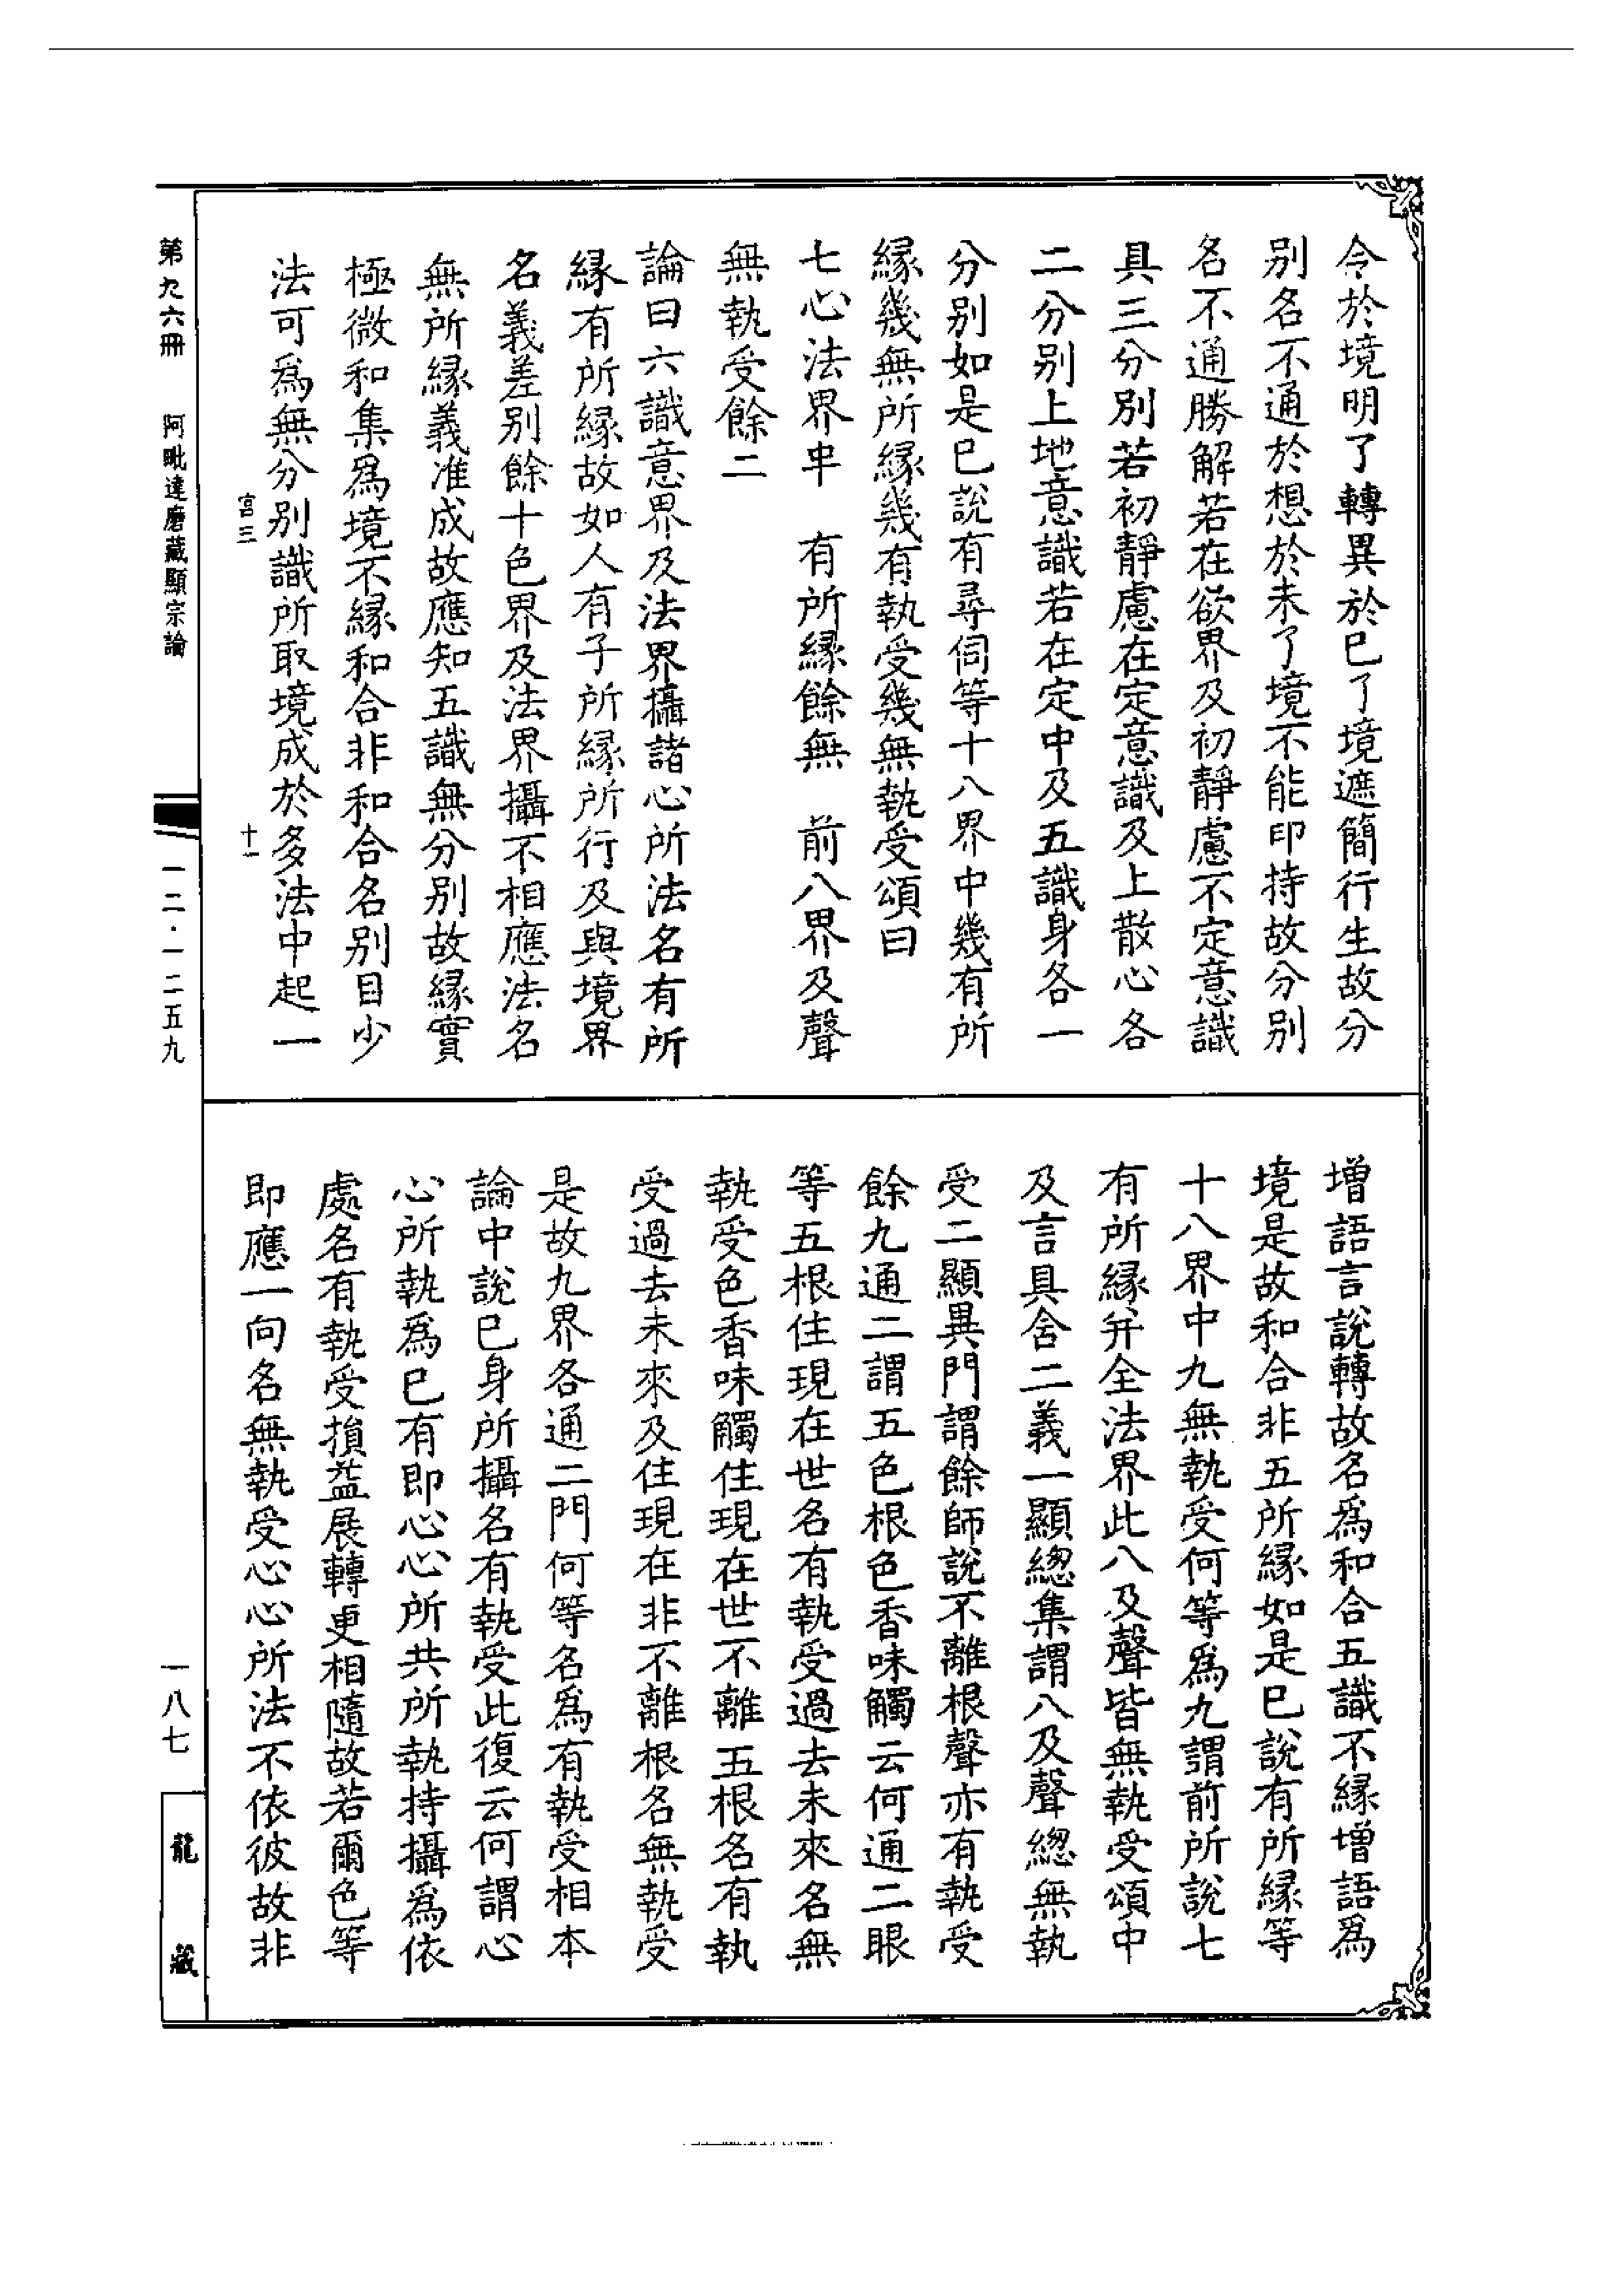 令於境明了轉異於巳了境遮簡行生故分
别名不通於想於未了境不能印持故分别
名不通勝解若在欲界及初靜慮不定意識
具三分別若初靜慮在定意識及上散心各
二分别上地意識若在定中及五識身各一
分别如是巳說有尋伺等十八界中幾有所
緣幾無所緣幾有執受幾無執受頌曰
七心法界半　有所緣餘無　前八界及聲
無執受餘二
論曰六識意界及法界攝諸心所法名有所
緣有所緣故如人有子所緣所行及與境界
名義差别餘十色界及法界攝不相應法名
無所緣義准成故應知五識無分别故緣實
極微和集爲境不緣和合非和合名别目少
法可爲無分别識所取境成於多法中起一
增語言說轉故名爲和合五識不緣增語爲
境是故和合非五所緣如是巳說有所緣等
十八界中九無執受何等爲九謂前所說七
有所緣幷全法界此八及聲皆無執受頌中
及言具含二義一顯總集謂八及聲總無執
受二顯異門謂餘師說不離根聲亦有執受
餘九通二謂五色根色香味觸云何通二眼
等五根住現在世名有執受過去未來名無
執受色香味觸住現在世不離五根名有執
受過去未來及住現在非不離根名無執受
是故九界各通二門何等名爲有執受相本
論中說巳身所攝名有執受此復云何謂心
心所執爲巳有即心心所共所執持攝爲依
處名有執受損益展轉更相隨故若爾色等
即應一向名無執受心心所法不依彼故非
宮三
十一
第九六冊　阿毗達磨藏顯宗論
一二·一二五九
一八七
龍藏